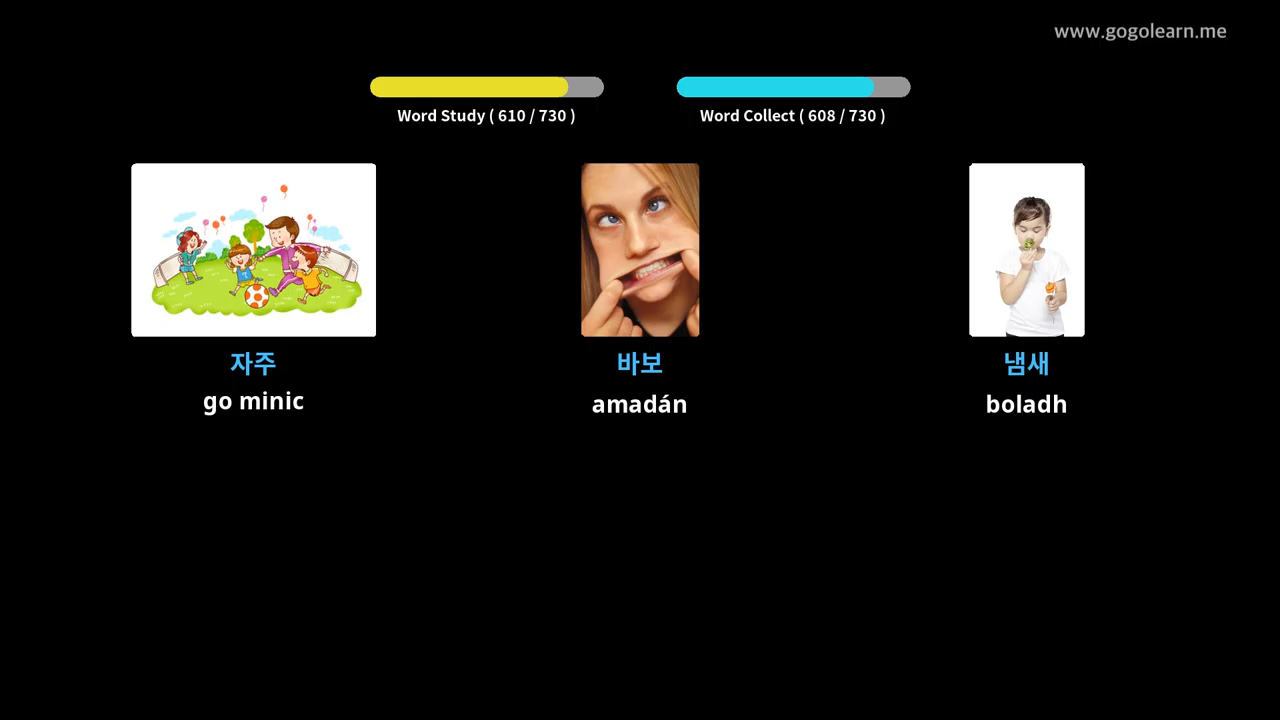 www.gogolearn.me
Word Study ( 610 / 730 )
Word Collect ( 608 / 730 )
자주
바보
냄새
go minic
amadán
boladh